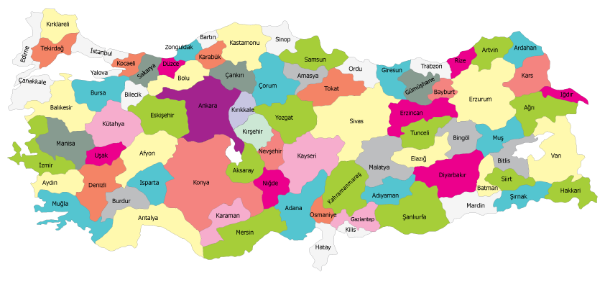 Kırklareli
Edirne
Tekirdağ
İstanbul
Kocaeli
Yalova
Sakarya
Düzce
Zonguldak
Bartın
Karabük
Kastamonu
Sinop
Samsun
Ordu
Giresun
Trabzon
Rize
Artvin
Ardahan
Çanakkale
Bursa
Bilecik
Bolu
Çankırı
Çorum
Amasya
Tokat
Gümüşhane
Bayburt
Erzurum
Kars
Iğdır
Balıkesir
Kütahya
Eskişehir
Ankara
Kırıkkale
Yozgat
Sivas
Erzincan
Tunceli
Bingöl
Muş
Ağrı
Manisa
İzmir
Uşak
Afyon
Kırşehir
Nevşehir
Kayseri
Malatya
Elazığ
Diyarbakır
Bitlis
Van
Aydın
Denizli
Isparta
Konya
Aksaray
Niğde
Kahramanmaraş
Adıyaman
Batman
Siirt
Hakkari
Muğla
Burdur
Antalya
Karaman
Mersin
Adana
Osmaniye
Gaziantep
Şanlıurfa
Mardin
Şırnak
Kilis
Hatay